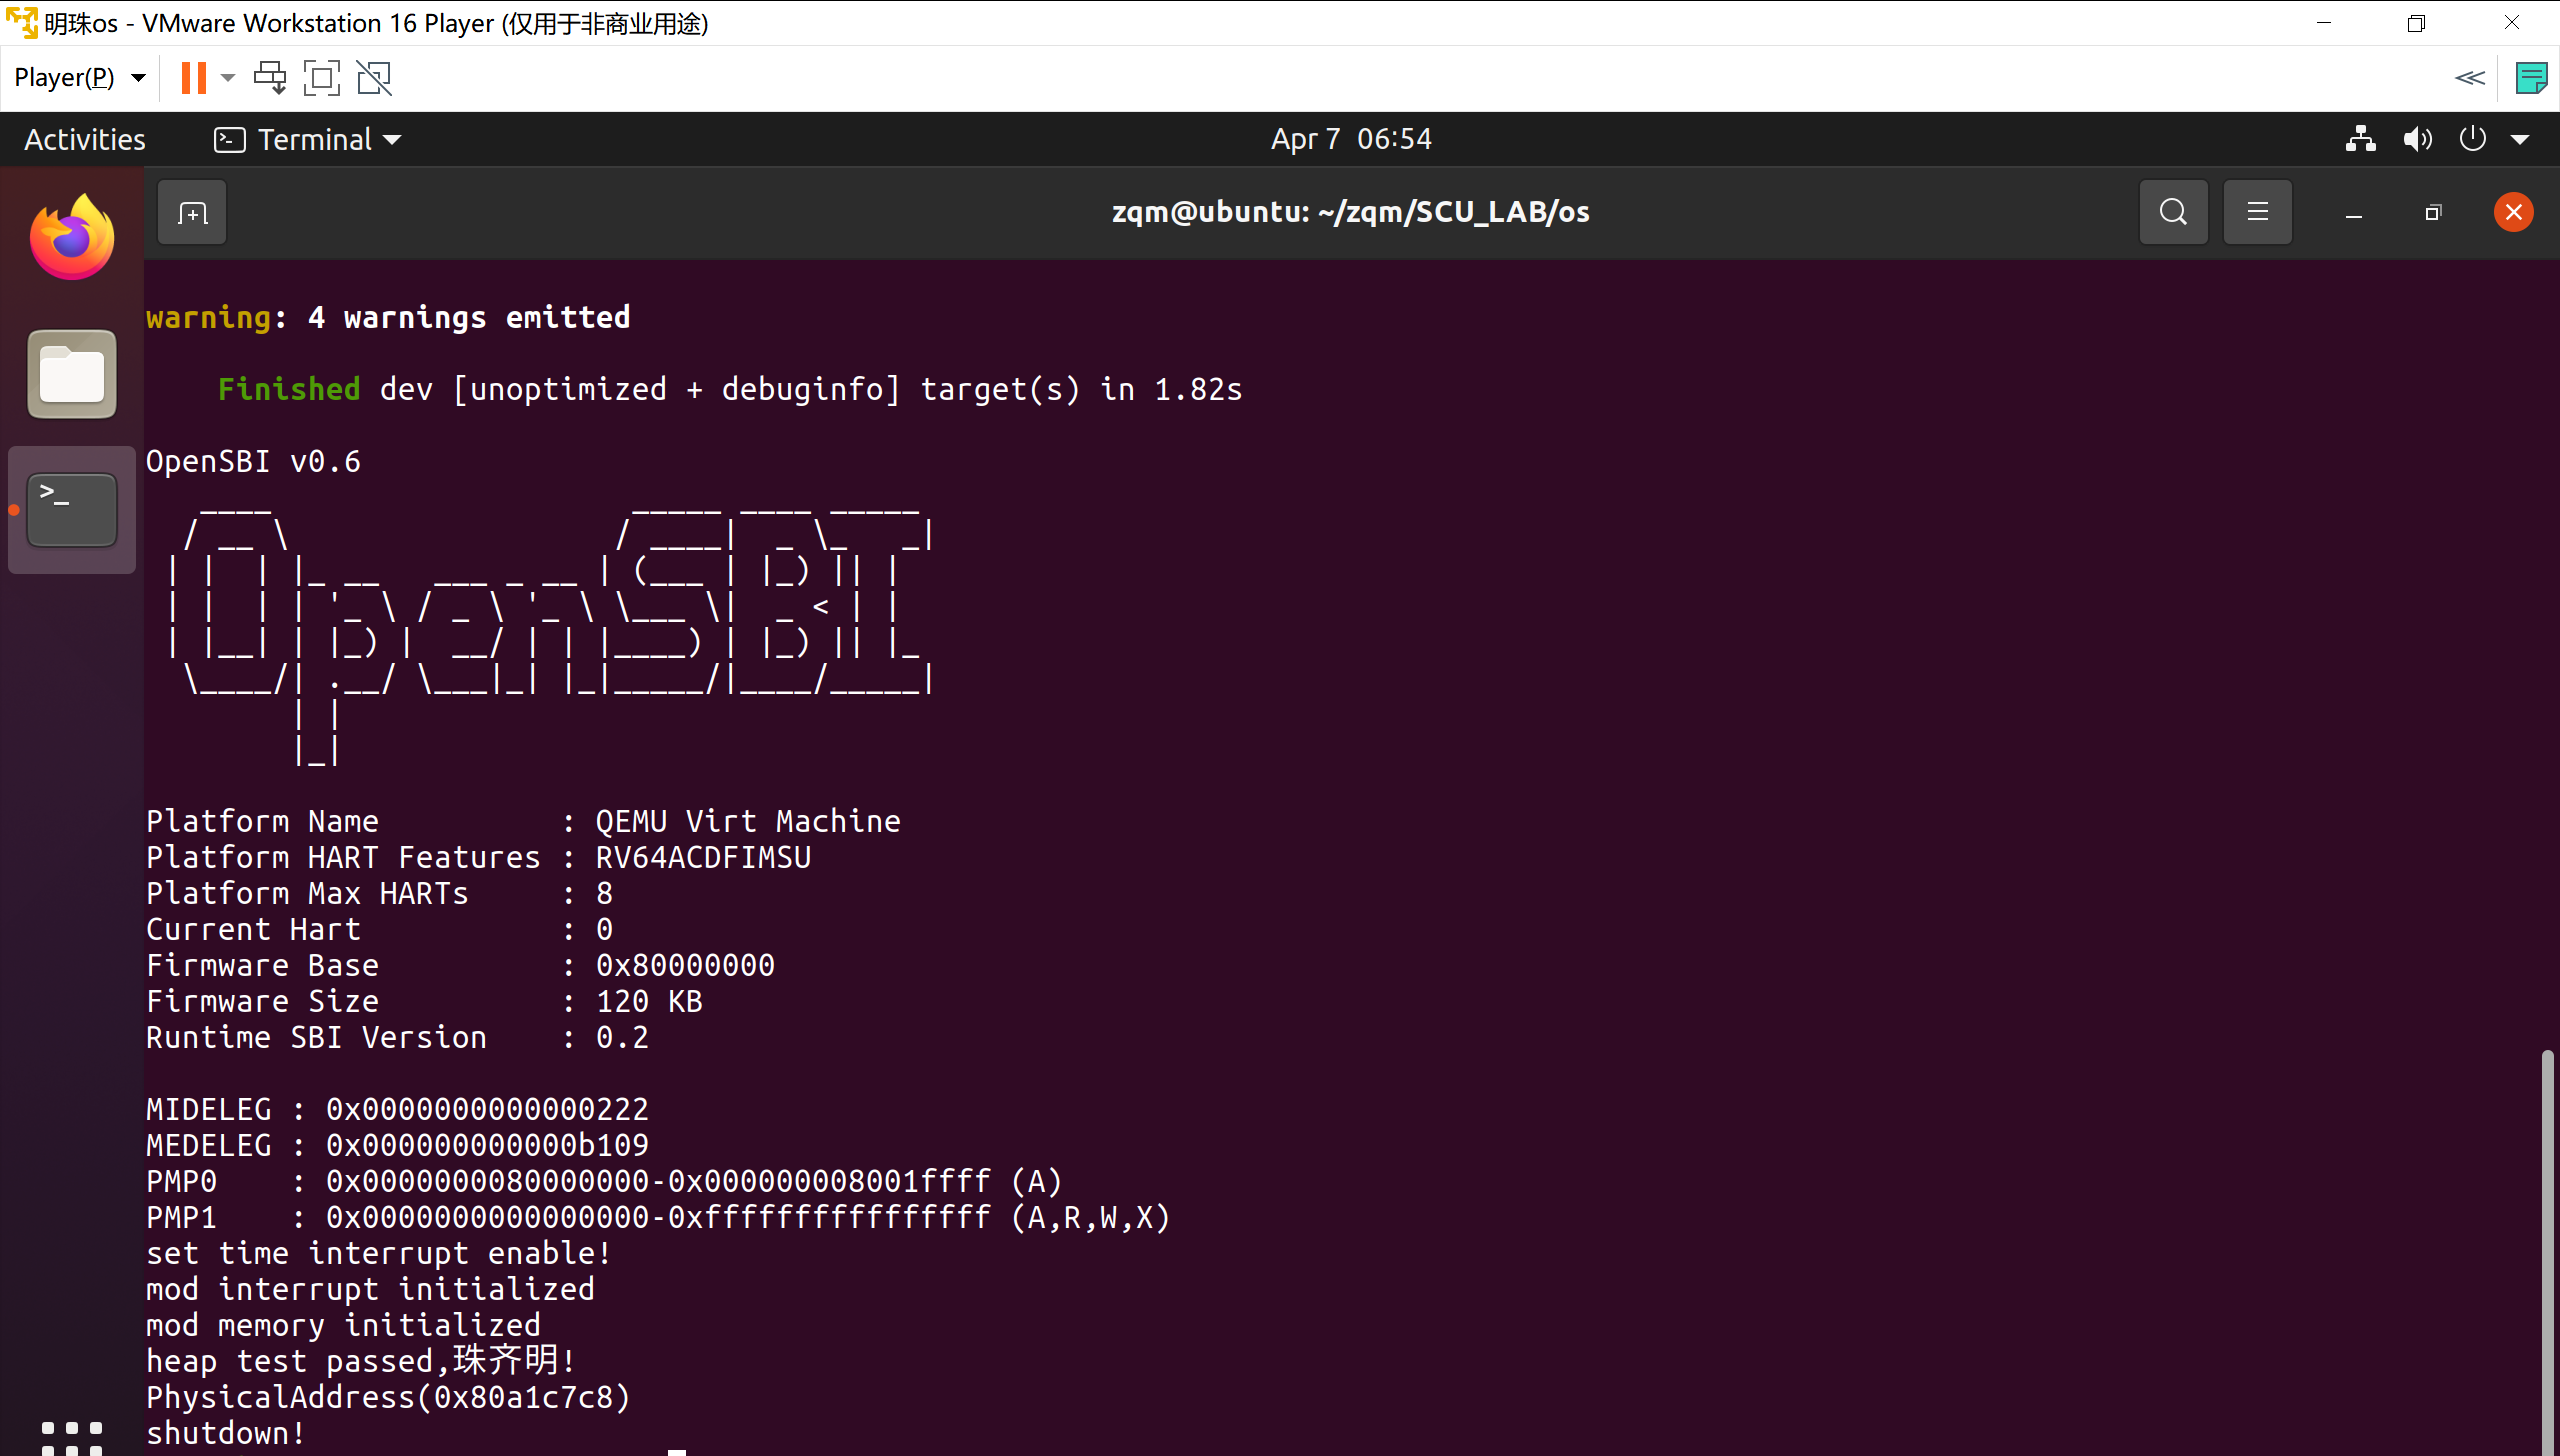 明珠os - VMware Workstation 16 Player (仅用于非商业用途)
Player(P)
Activities
Terminal
Apr 7 06:54
zqm@ubuntu: ~/zqm/SCU_LAB/os
warning: 4 warnings emitted
    Finished dev [unoptimized + debuginfo] target(s) in 1.82s
OpenSBI v0.6
   ____                    _____ ____ _____
  / __ \                  / ____|  _ \_   _|
 | |  | |_ __   ___ _ __ | (___ | |_) || |
 | |  | | '_ \ / _ \ '_ \ \___ \|  _ < | |
 | |__| | |_) |  __/ | | |____) | |_) || |_
  \____/| .__/ \___|_| |_|_____/|____/_____|
        | |
        |_|
Platform Name          : QEMU Virt Machine
Platform HART Features : RV64ACDFIMSU
Platform Max HARTs     : 8
Current Hart           : 0
Firmware Base          : 0x80000000
Firmware Size          : 120 KB
Runtime SBI Version    : 0.2
MIDELEG : 0x0000000000000222
MEDELEG : 0x000000000000b109
PMP0    : 0x0000000080000000-0x000000008001ffff (A)
PMP1    : 0x0000000000000000-0xffffffffffffffff (A,R,W,X)
set time interrupt enable!
mod interrupt initialized
mod memory initialized
heap test passed,珠齐明!
PhysicalAddress(0x80a1c7c8)
shutdown!